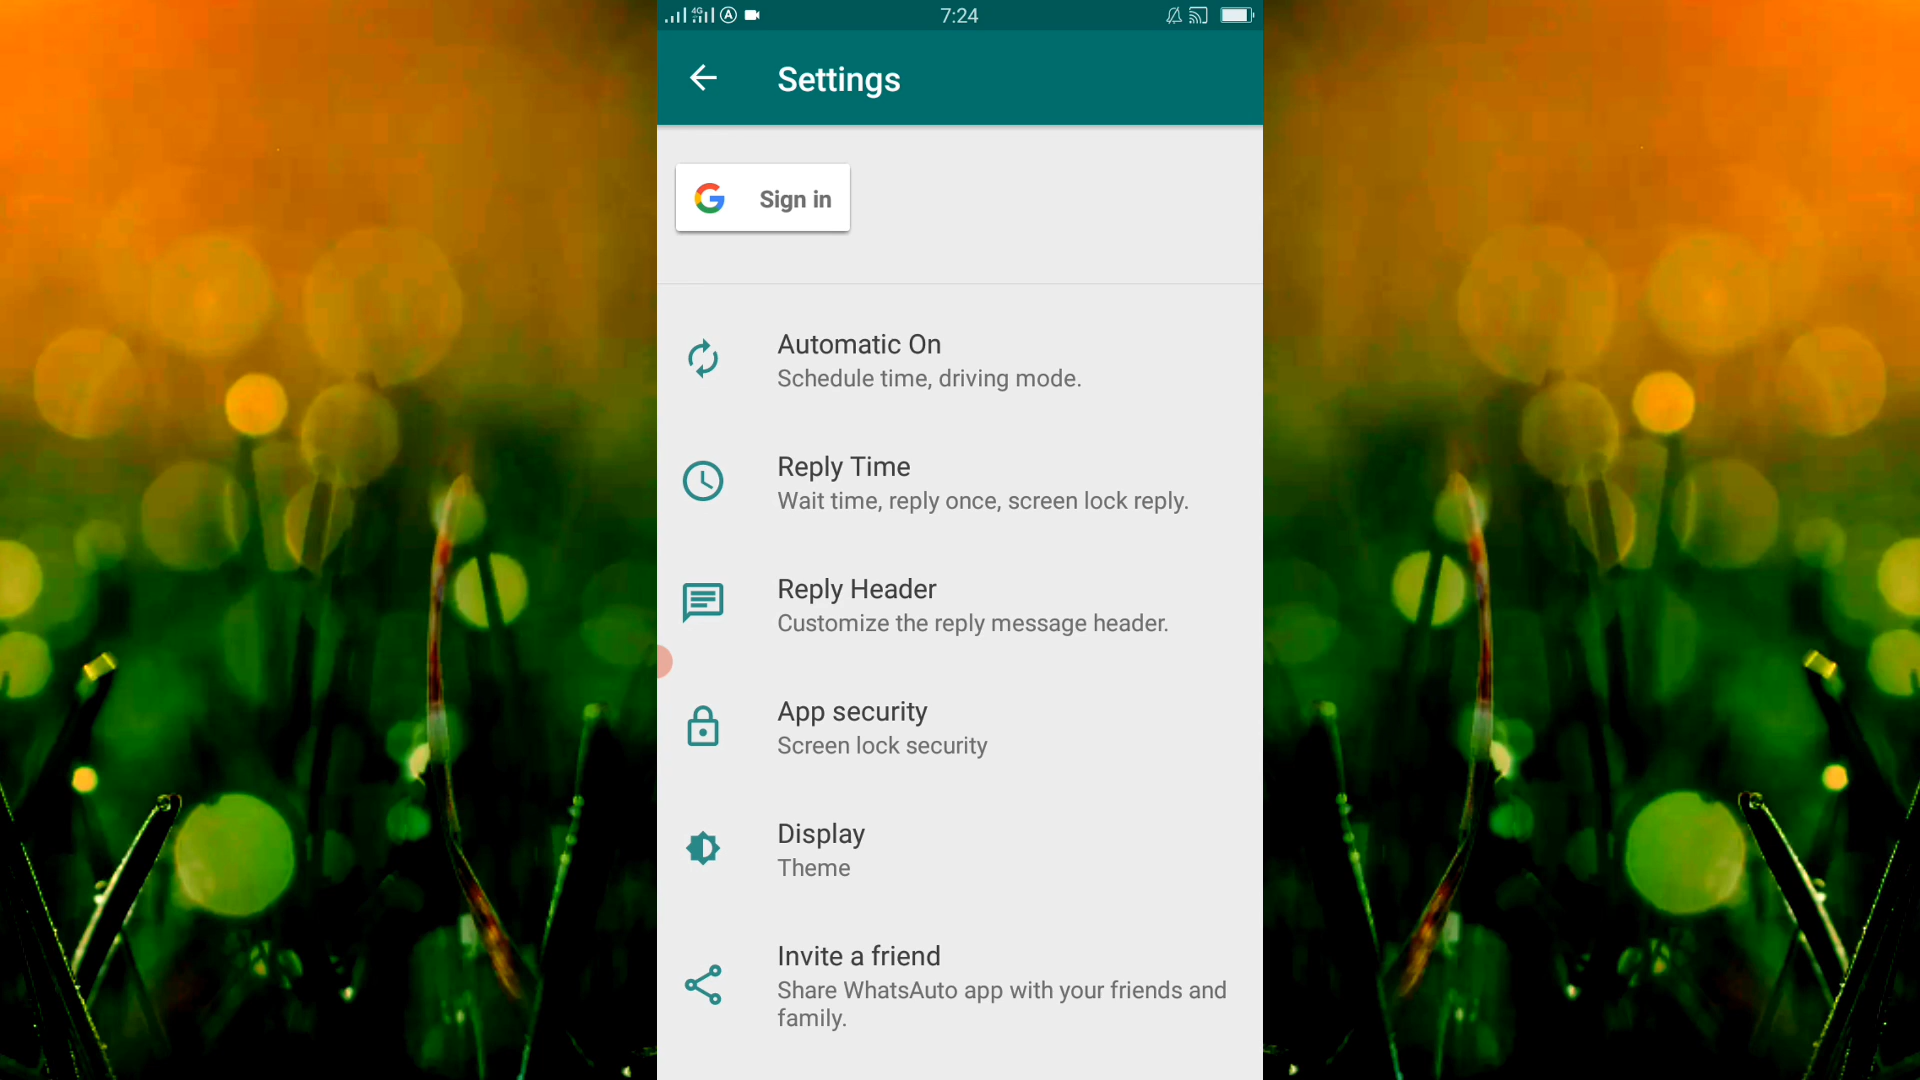 4G A 7:24
Settings
Sign in
Automatic On
Schedule time, driving mode.
Reply Time
Wait time, reply once, screen lock reply.
Reply Header
Customize the reply message header.
App security
Screen lock security
Display
Theme
Invite a friend
Share WhatsAuto app with your friends and
family.